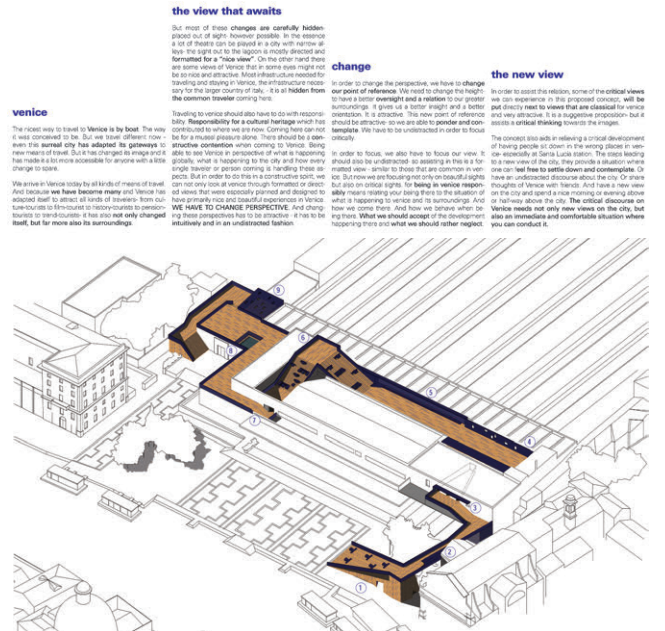 the view that awaits
But most of these changes are carefully hidden-
placed out of sight- however possible. In the essence
a lot of theatre can be played in a city with narrow al-
leys- the sight out to the lagoon is mostly directed and
formatted for a "nice view". On the other hand there
are some views of Venice that in some eyes might not
be so nice and attractive. Most infrastructure needed for
traveling and staying in Venice, the infrastructure neces-
sary for the larger country of Italy, - it is all hidden from
the common traveler coming here.
Traveling to venice should also have to do with responsi-
bility. Responsibility for a cultural heritage which has
contributed to where we are now. Coming here can not
be for a museal pleasure alone. There should be a con-
structive contention when coming to Venice. Being
able to see Venice in perspective of what is happening
globally, what is happening to the city and how every
single traveler or person coming is handling these as-
pects. But in order to do this in a constructive spirit, we
can not only look at venice through formatted or direct-
ed views that were especially planned and designed to
have primarily nice and beautiful experiences in Venice.
WE HAVE TO CHANGE PERSPECTIVE. And chang-
ing these perspectives has to be attractive - it has to be
intuitively and in an undistracted fashion.
venice
The nicest way to travel to Venice is by boat. The way
it was conceived to be. But we travel different now -
even this surreal city has adapted its gateways to
new means of travel. But it has changed its image and it
has made it a lot more accessible for anyone with a little
change to spare.
We arrive in Venice today by all kinds of means of travel.
And because we have become many and Venice has
adapted itself to attract all kinds of travelers- from cul-
ture-tourists to film-tourist to history-tourists to pension-
tourists to trend-tourists- it has also not only changed
itself, but far more also its surroundings.
change
In order to change the perspective, we have to change
our point of reference. We need to change the height-
to have a better oversight and a relation to our greater
surroundings. It gives us a better insight and a better
orientation. It is attractive. This new point of reference
should be attractive- so we are able to ponder and con-
template. We have to be undistracted in order to focus
critically.
In order to focus, we also have to focus our view. It
should also be undistracted- so assisting in this is a for-
matted view - similar to those that are common in ven-
ice. But now we are focusing not only on beautiful sights
but also on critical sights, for being in venice respon-
sibly means relating your being there to the situation of
what is happening to venice and its surroundings. And
how we come there. And how we behave when be-
ing there. What we should accept of the development
happening there and what we should rather neglect.
the new view
In order to assist this relation, some of the critical views
we can experience in this proposed concept, will be
put directly next to views that are classical for venice
and very attractive. It is a suggestive proposition- but it
assists a critical thinking towards the images.
The concept also aids in relieving a critical development
of having people sit down in the wrong places in ven-
ice- especially at Santa Lucia station. The steps leading
to a new view of the city, they provide a situation where
one can feel free to settle down and contemplate. Or
have an undistracted discourse about the city. Or share
thoughts of Venice with friends. And have a new view
on the city and spend a nice morning or evening above
or half-way above the city. The critical discourse on
Venice needs not only new views on the city, but
also an immediate and comfortable situation where
you can conduct it.
9
8
6
5
7
4
3
2
1